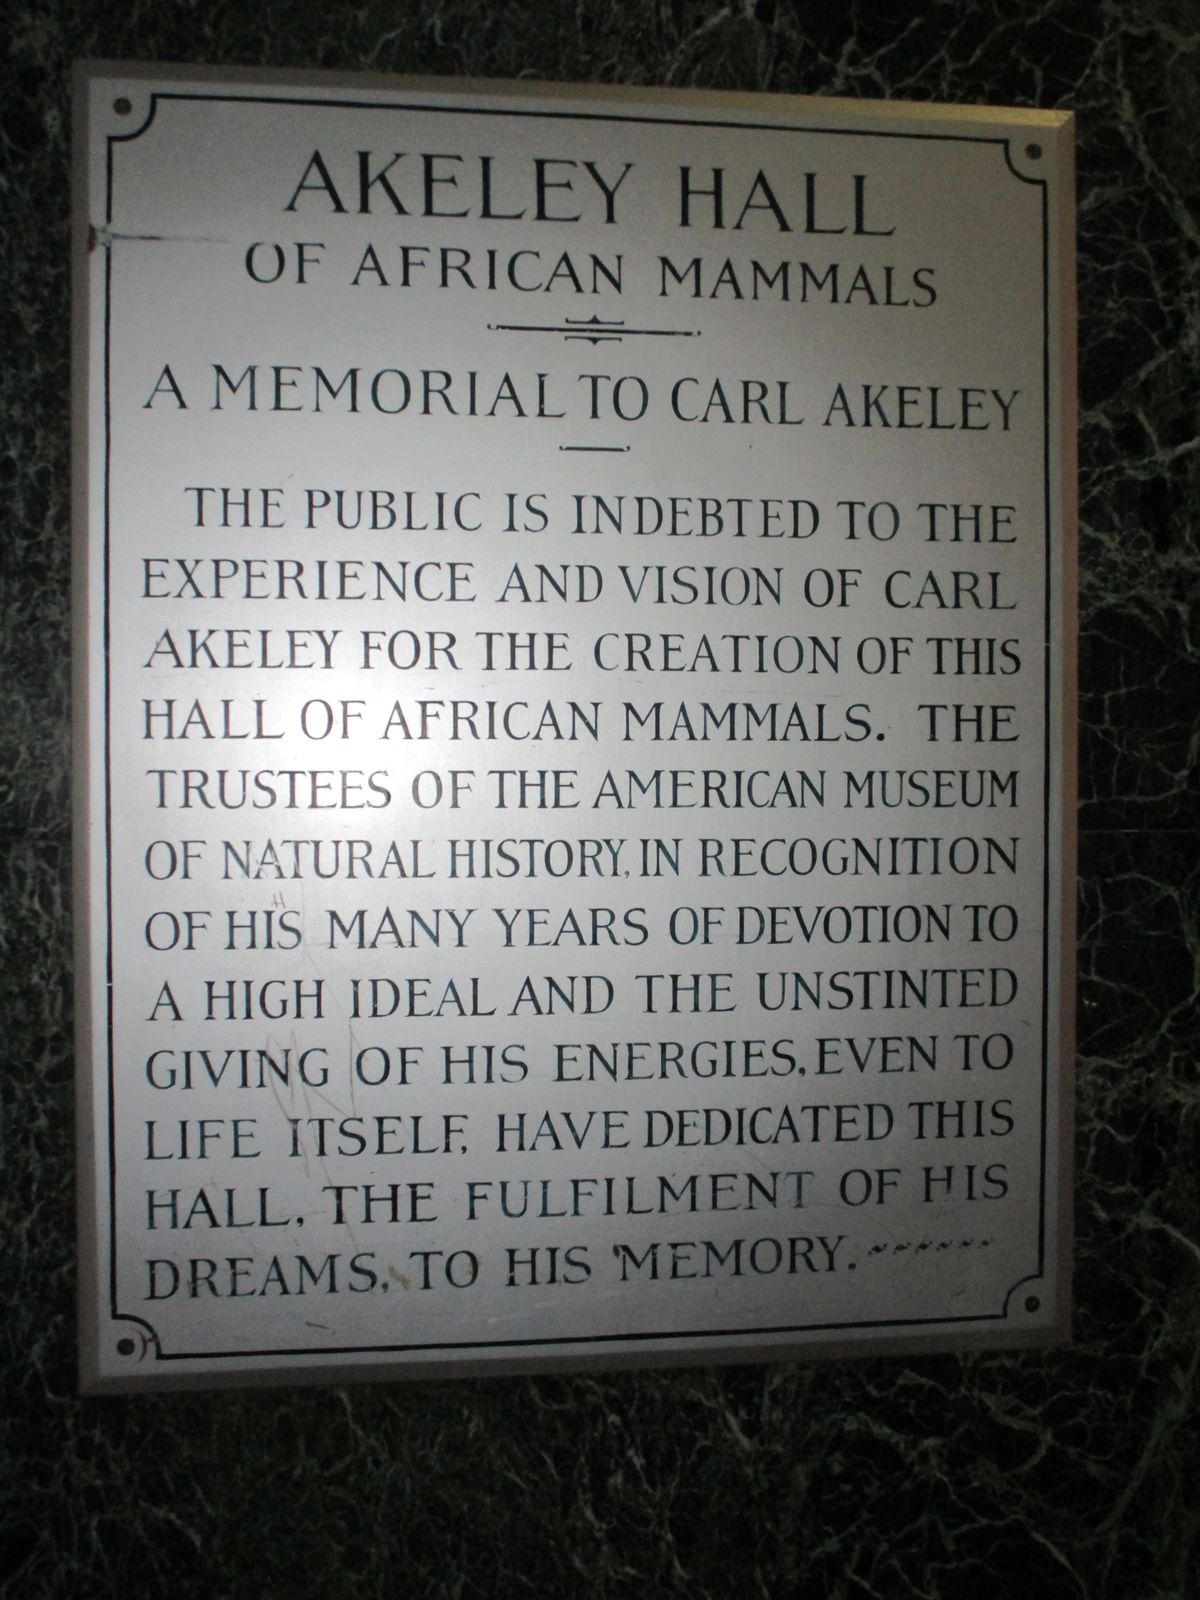 AKELEY HALL
OF AFRICAN MAMMALS
A MEMORIAL TO CARL AKELEY
THE PUBLIC IS INDEBTED TO THE
EXPERIENCE AND VISION OF CARL
AKELEY FOR THE CREATION OF THIS
HALL OF AFRICAN MAMMALS. THE
TRUSTEES OF THE AMERICAN MUSEUM
OF NATURAL HISTORY, IN RECOGNITION
OF HIS MANY YEARS OF DEVOTION TO
A HIGH IDEAL AND THE UNSTINTED
GIVING OF HIS ENERGIES, EVEN TO
LIFE ITSELF, HAVE DEDICATED THIS
HALL, THE FULFILMENT OF HIS
DREAMS, TO HIS MEMORY. ~~~~~~